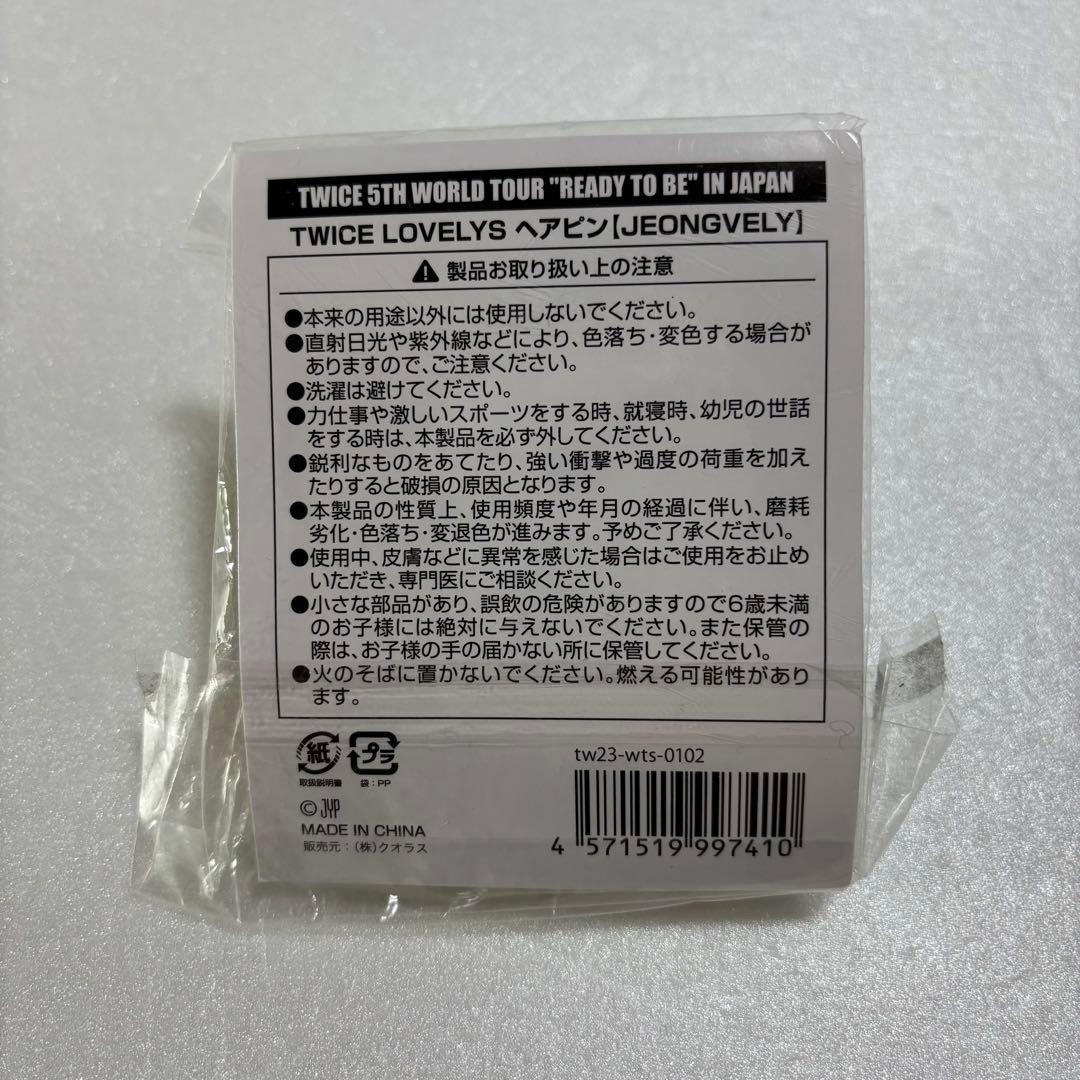 TWICE 5TH WORLD TOUR "READY TO BE" IN JAPAN
TWICE LOVELYS ヘアピン【JEONGVELY】
製品お取り扱い上の注意
●本来の用途以外には使用しないでください。
●直射日光や紫外線などにより、色落ち・変色する場合が
ありますので、ご注意ください。
●洗濯は避けてください。
●力仕事や激しいスポーツをする時、就寝時、幼児の世話
をする時は、本製品を必ず外してください。
●鋭利なものをあてたり、強い衝撃や過度の荷重を加え
たりすると破損の原因となります。
●本製品の性質上、使用頻度や年月の経過に伴い、磨耗
劣化・色落ち・変退色が進みます。予めご了承ください。
●使用中、皮膚などに異常を感じた場合はご使用をお止め
いただき、専門医にご相談ください。
●小さな部品があり、誤飲の危険がありますので6歳未満
のお子様には絶対に与えないでください。また保管の
際は、お子様の手の届かない所に保管してください。
●火のそばに置かないでください。燃える可能性があり
ます。
紙 プラ
取扱説明書 袋：PP
tw23-wts-0102
© JYP
MADE IN CHINA
販売元：（株）クオラス
4 571519 997410